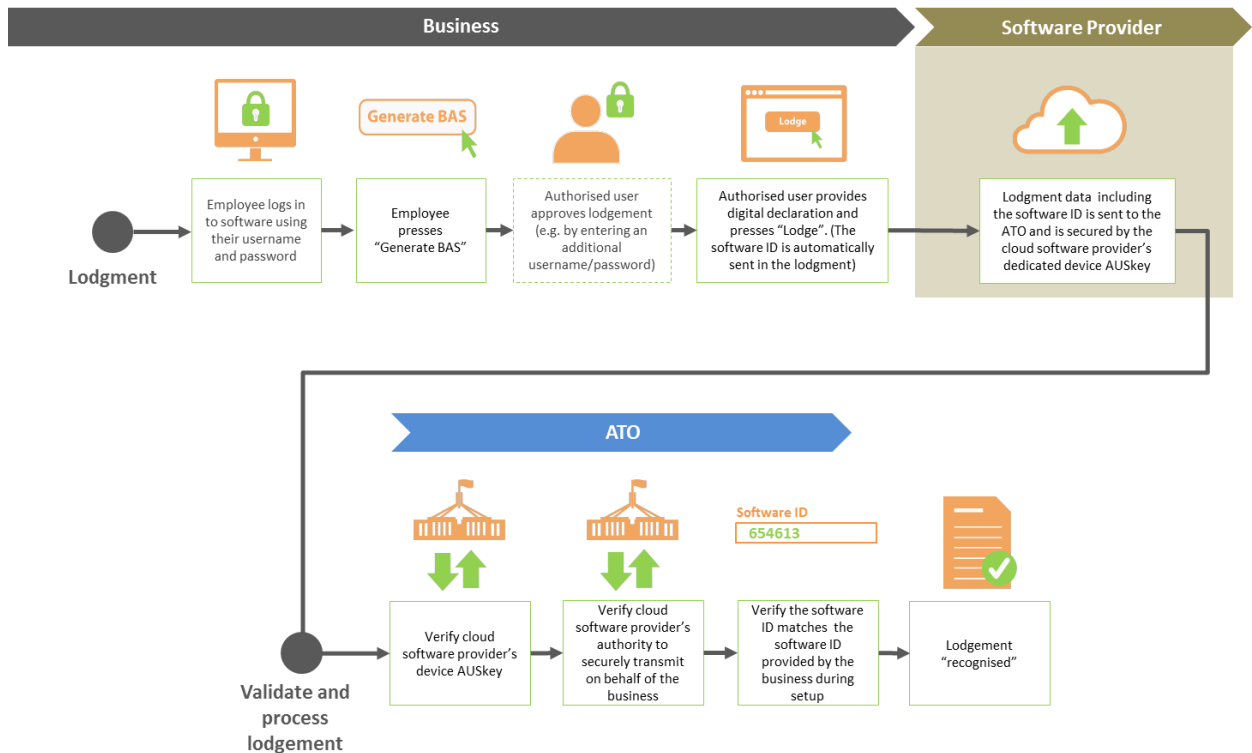 Business
Software Provider
Generate BAS
Lodge
Employee logs in
to software using
their username
and password
Employee
presses
“Generate BAS”
Authorised user
approves lodgement
(e.g. by entering an
additional
username/password)
Authorised user provides
digital declaration and
presses “Lodge”. (The
software ID is automatically
sent in the lodgment)
Lodgment data including
the software ID is sent to the
ATO and is secured by the
cloud software provider’s
dedicated device AUSkey
Lodgment
ATO
Software ID
654613
Verify cloud
software provider’s
device AUSkey
Verify cloud
software provider’s
authority to
securely transmit
on behalf of the
business
Verify the software
ID matches the
software ID
provided by the
business during
setup
Lodgement
“recognised”
Validate and
process
lodgement